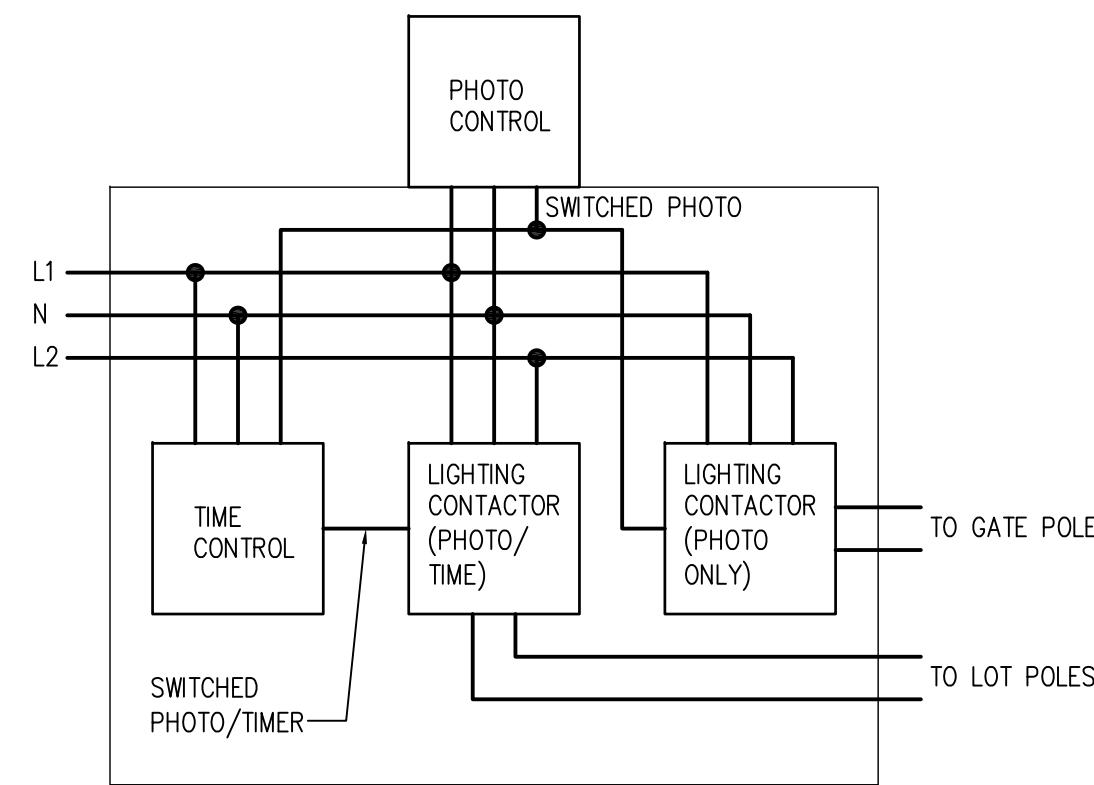 PHOTO
CONTROL
SWITCHED PHOTO
L1
N
L2
TIME
CONTROL
LIGHTING
CONTACTOR
(PHOTO/
TIME)
LIGHTING
CONTACTOR
(PHOTO
ONLY)
TO GATE POLE
TO LOT POLES
SWITCHED
PHOTO/TIMER